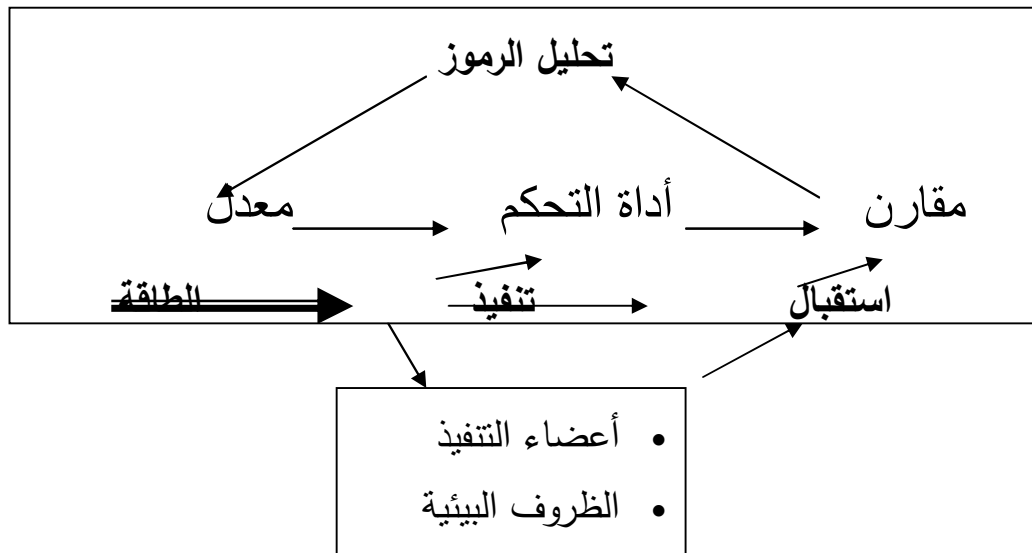 تحليل الرموز
مقارن أداة التحكم معدل
استقبال تنفيذ الطاقة
• أعضاء التنفيذ
• الظروف البيئية